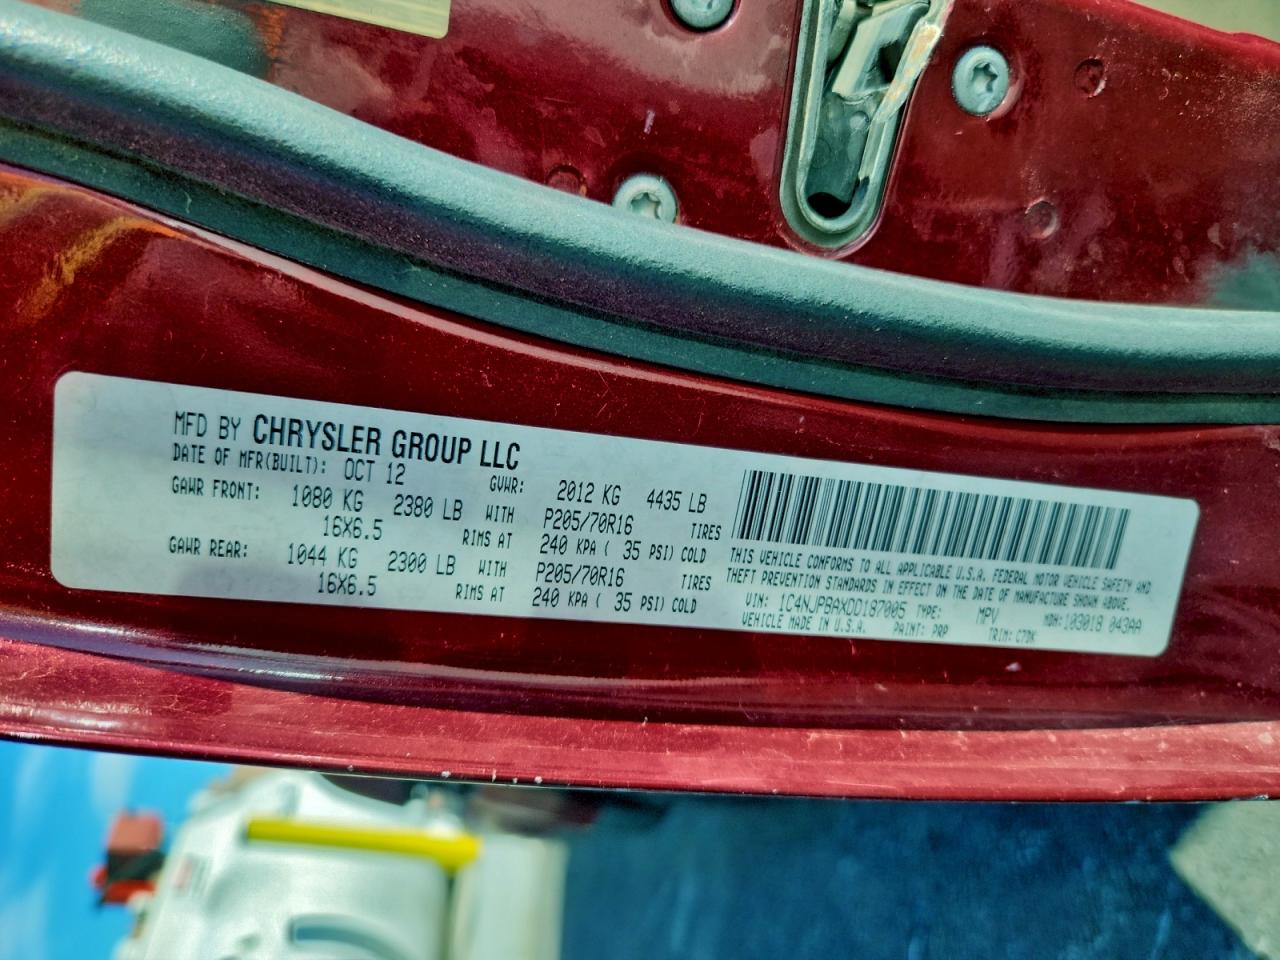 MFD BY CHRYSLER GROUP LLC
DATE OF MFR(BUILT): OCT 12 GVWR: 2012 KG 4435 LB
GAWR FRONT: 1080 KG 2380 LB WITH P205/70R16 TIRES
16X6.5 RIMS AT 240 KPA ( 35 PSI) COLD
GAWR REAR: 1044 KG 2300 LB WITH P205/70R16 TIRES
16X6.5 RIMS AT 240 KPA ( 35 PSI) COLD
THIS VEHICLE CONFORMS TO ALL APPLICABLE U.S.A. FEDERAL MOTOR VEHICLE SAFETY AND
THEFT PREVENTION STANDARDS IN EFFECT ON THE DATE OF MANUFACTURE SHOWN ABOVE.
VIN: 1C4NJPBAXDD187005 TYPE: MPV MDH: 103018 043AA
VEHICLE MADE IN U.S.A. PAINT: PRP TRIM: C7DK